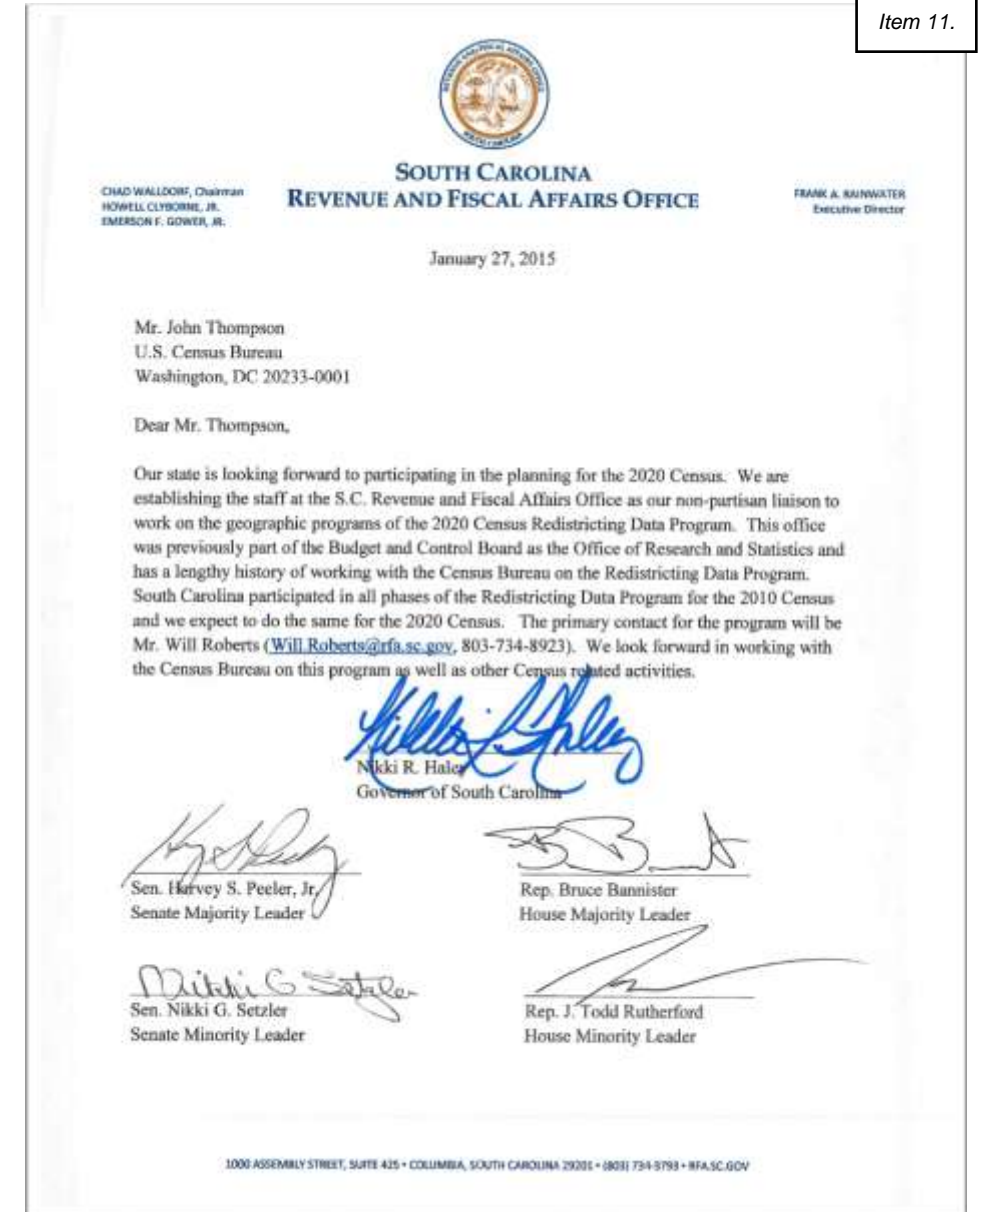 Item 11.
REVENUE AND FISCAL AFFAIRS OFFICE
SOUTH CAROLINA
SOUTH CAROLINA
REVENUE AND FISCAL AFFAIRS OFFICE
CHAD WALLDORF, Chairman
HOWELL CLYBORNE, JR.
EMERSON F. GOWER, JR.
FRANK A. RAINWATER
Executive Director
January 27, 2015
Mr. John Thompson
U.S. Census Bureau
Washington, DC 20233-0001
Dear Mr. Thompson,
Our state is looking forward to participating in the planning for the 2020 Census. We are
establishing the staff at the S.C. Revenue and Fiscal Affairs Office as our non-partisan liaison to
work on the geographic programs of the 2020 Census Redistricting Data Program. This office
was previously part of the Budget and Control Board as the Office of Research and Statistics and
has a lengthy history of working with the Census Bureau on the Redistricting Data Program.
South Carolina participated in all phases of the Redistricting Data Program for the 2010 Census
and we expect to do the same for the 2020 Census. The primary contact for the program will be
Mr. Will Roberts (Will.Roberts@rfa.sc.gov, 803-734-8923). We look forward in working with
the Census Bureau on this program as well as other Census related activities.
Nikki R. Haley
Governor of South Carolina
Sen. Harvey S. Peeler, Jr.
Senate Majority Leader
Rep. Bruce Bannister
House Majority Leader
Nikki G Setzler
Sen. Nikki G. Setzler
Senate Minority Leader
Rep. J. Todd Rutherford
House Minority Leader
1000 ASSEMBLY STREET, SUITE 425 • COLUMBIA, SOUTH CAROLINA 29201 • (803) 734-3793 • RFA.SC.GOV